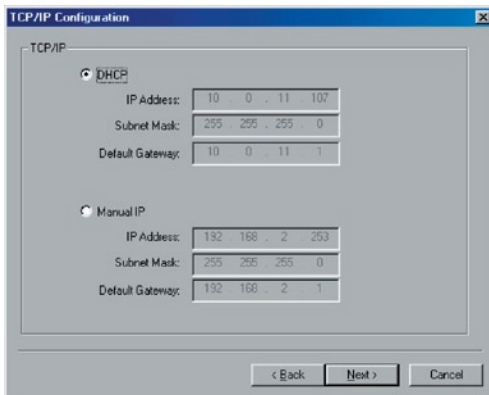 TCP/IP Configuration
TCP/IP
DHCP
IP Address: 10 . 0 . 11 . 107
Subnet Mask: 255 . 255 . 255 . 0
Default Gateway: 10 . 0 . 11 . 1
Manual IP
IP Address: 192 . 168 . 2 . 253
Subnet Mask: 255 . 255 . 255 . 0
Default Gateway: 192 . 168 . 2 . 1
< Back Next > Cancel